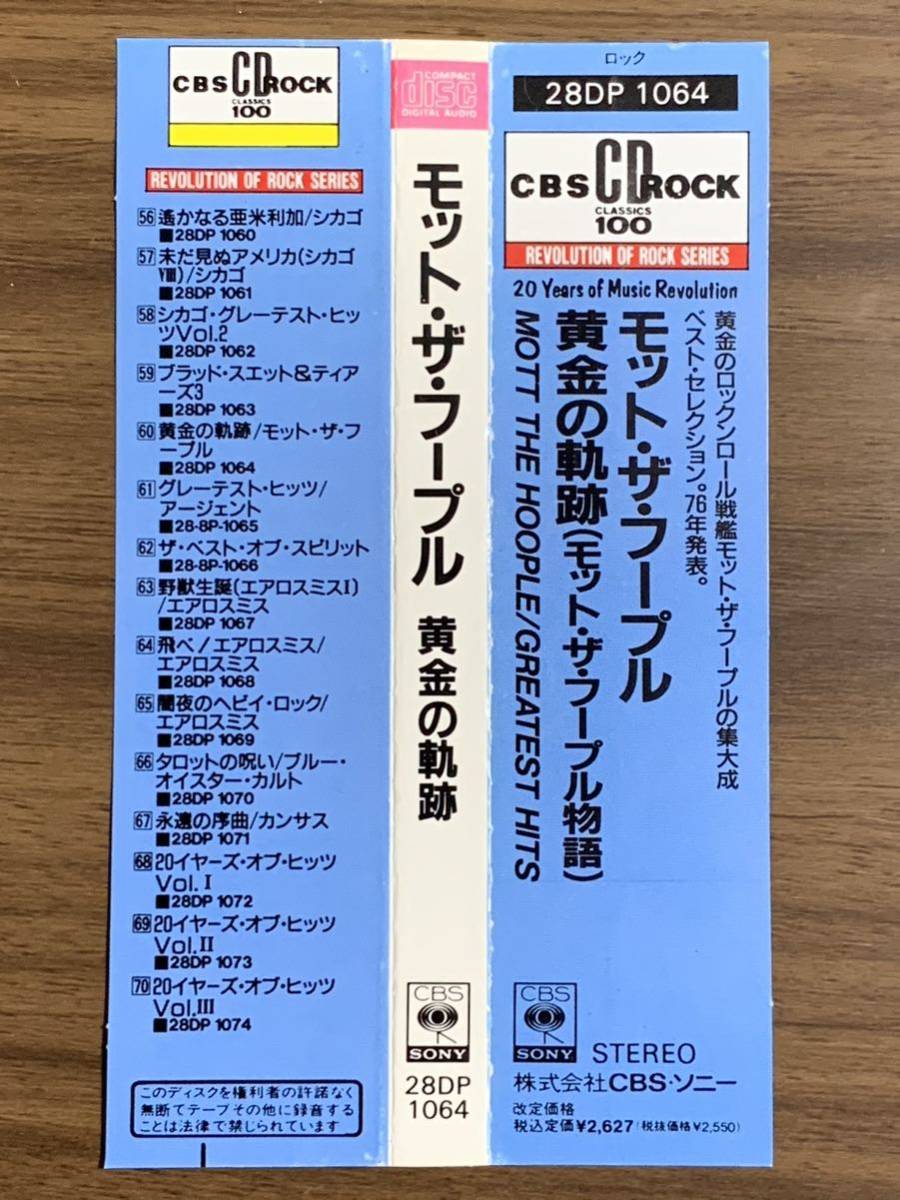 CBS CD ROCK
CLASSICS
100
REVOLUTION OF ROCK SERIES
56 遙かなる亜米利加/シカゴ
■28DP 1060
57 未だ見ぬアメリカ(シカゴ
Ⅷ)/シカゴ
■28DP 1061
58 シカゴ・グレーテスト・ヒッ
ツVol.2
■28DP 1062
59 ブラッド・スエット&ティア
ーズ3
■28DP 1063
60 黄金の軌跡/モット・ザ・フ
ープル
■28DP 1064
61 グレーテスト・ヒッツ/
アージェント
■28-8P-1065
62 ザ・ベスト・オブ・スピリット
■28-8P-1066
63 野獣生誕(エアロスミスⅠ)
/エアロスミス
■28DP 1067
64 飛べ!エアロスミス/
エアロスミス
■28DP 1068
65 闇夜のヘビイ・ロック/
エアロスミス
■28DP 1069
66 タロットの呪い/ブルー・
オイスター・カルト
■28DP 1070
67 永遠の序曲/カンサス
■28DP 1071
68 20イヤーズ・オブ・ヒッツ
Vol.Ⅰ
■28DP 1072
69 20イヤーズ・オブ・ヒッツ
Vol.Ⅱ
■28DP 1073
70 20イヤーズ・オブ・ヒッツ
Vol.Ⅲ
■28DP 1074
このディスクを権利者の許諾なく
無断でテープその他に録音する
ことは法律で禁じられています
COMPACT
disc
DIGITAL AUDIO
モット・ザ・フープル 黄金の軌跡
CBS
SONY
28DP
1064
ロック
28DP 1064
CBS CD ROCK
CLASSICS
100
REVOLUTION OF ROCK SERIES
20 Years of Music Revolution
黄金のロックンロール戦艦モット・ザ・フープルの集大成
ベスト・セレクション。76年発表。
モット・ザ・フープル
黄金の軌跡(モット・ザ・フープル物語)
MOTT THE HOOPLE/GREATEST HITS
CBS
SONY
STEREO
株式会社CBS・ソニー
改定価格
税込定価¥2,627(税抜価格¥2,550)